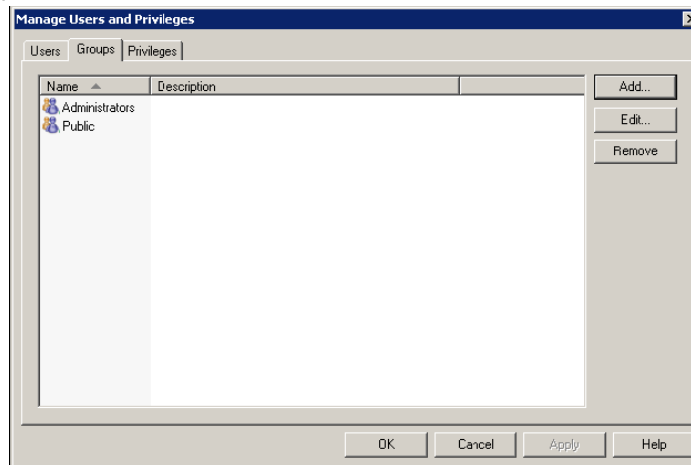 Manage Users and Privileges
Users Groups Privileges
Name Description
Add...
Administrators
Public
Edit...
Remove
OK Cancel Apply Help